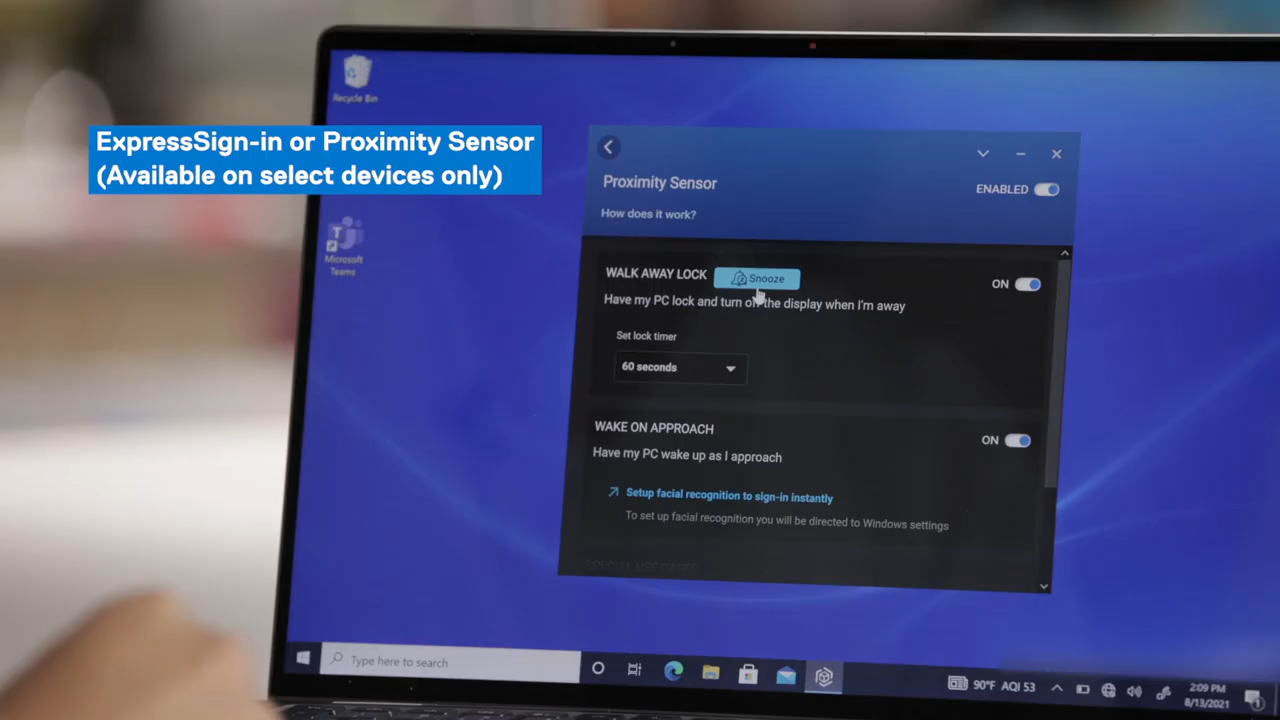 Recycle Bin
ExpressSign-in or Proximity Sensor
(Available on select devices only)
Microsoft
Teams
Proximity Sensor
ENABLED
How does it work?
WALK AWAY LOCK
Snooze
ON
Have my PC lock and turn off the display when I'm away
Set lock timer
60 seconds
WAKE ON APPROACH
ON
Have my PC wake up as I approach
Setup facial recognition to sign-in instantly
To set up facial recognition you will be directed to Windows settings
SPECIAL USE CASES
Type here to search
90°F AQI 53
2:09 PM
8/13/2021